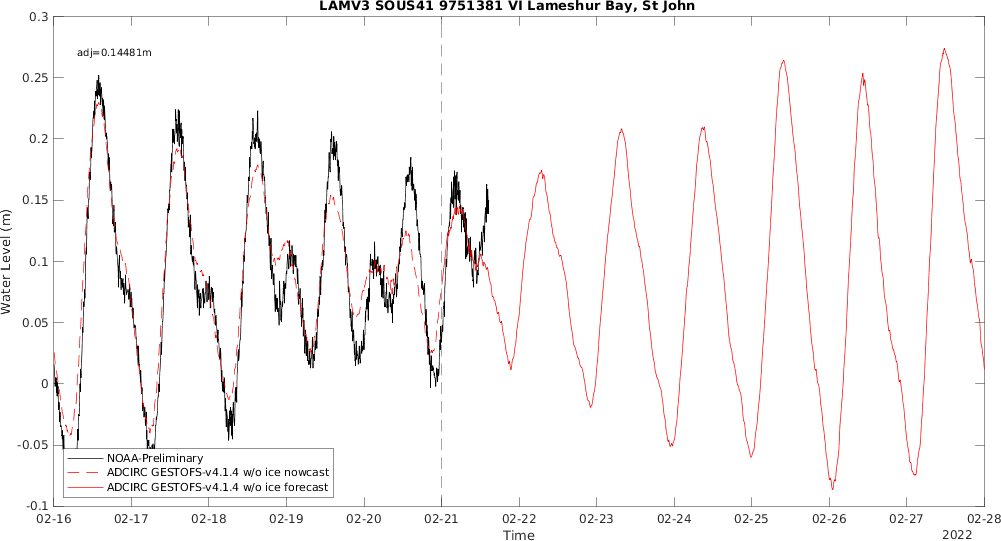 LAMV3 SOUS41 9751381 VI Lameshur Bay, St John
adj=0.14481m
Water Level (m)
0.3
0.25
0.2
0.15
0.1
0.05
0
-0.05
-0.1
NOAA-Preliminary
ADCIRC GESTOFS-v4.1.4 w/o ice nowcast
ADCIRC GESTOFS-v4.1.4 w/o ice forecast
02-16 02-17 02-18 02-19 02-20 02-21 02-22 02-23 02-24 02-25 02-26 02-27 02-28
Time
2022